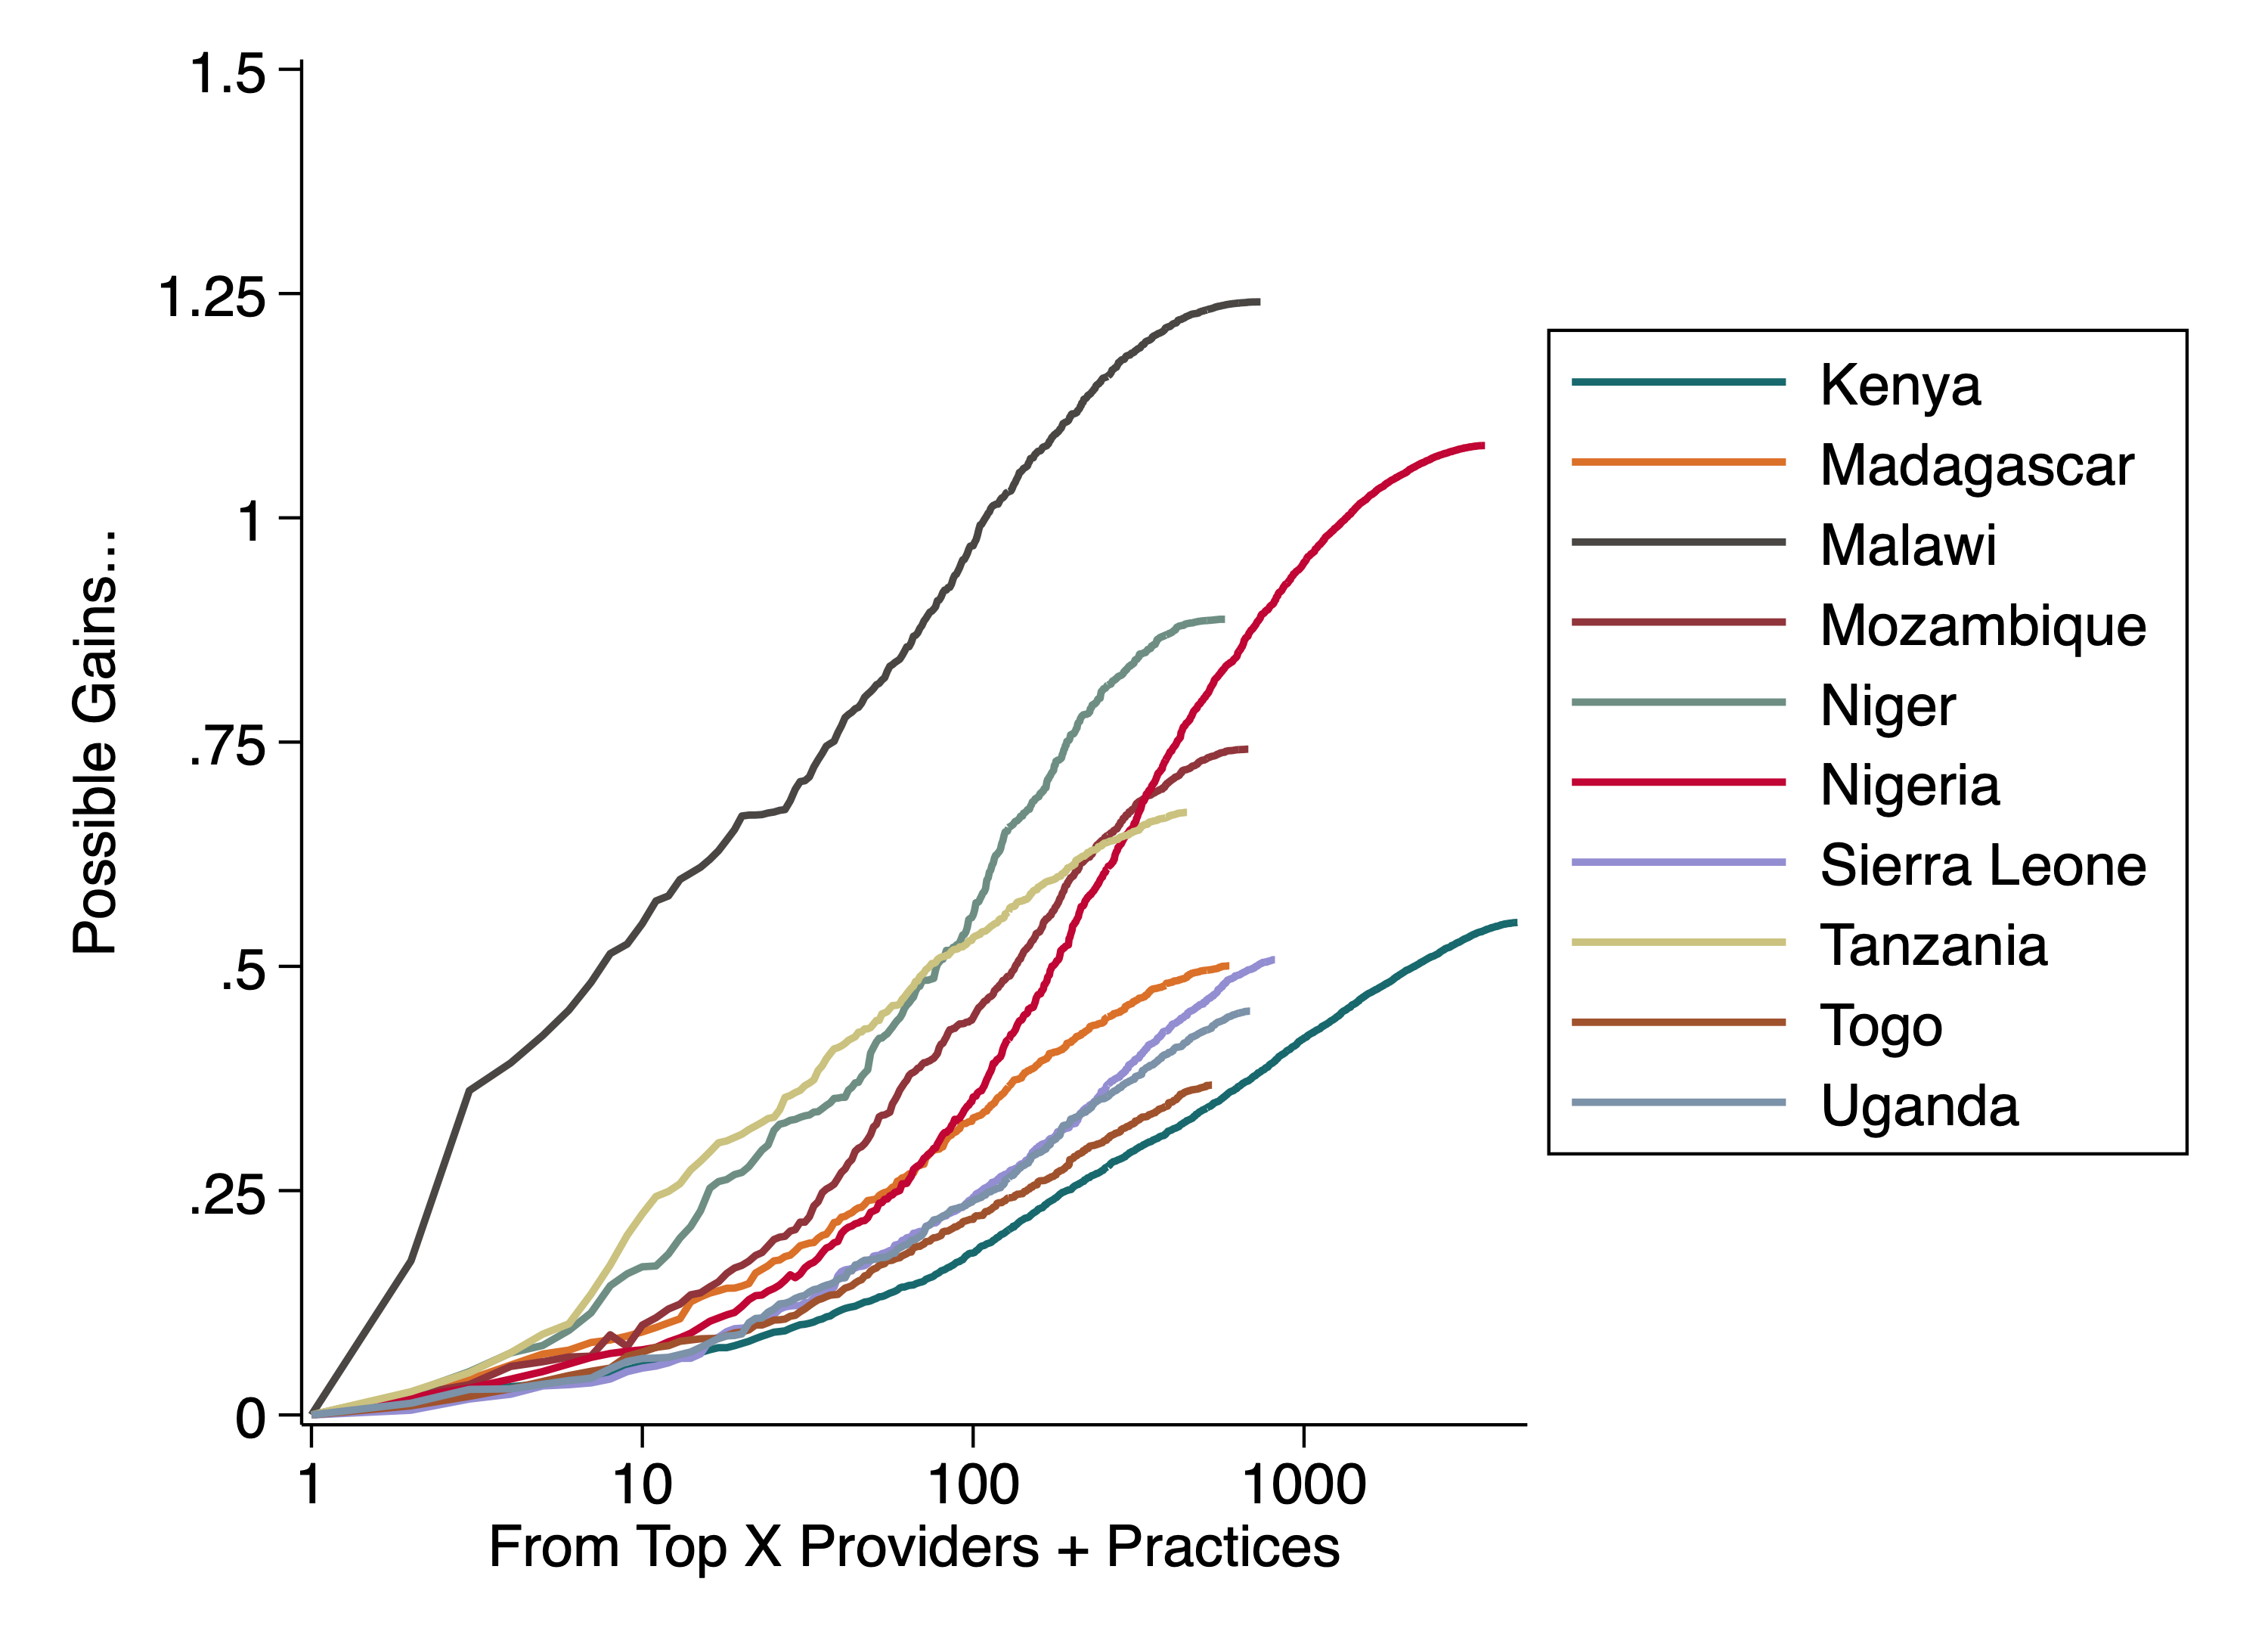 1.5
1.25
1
.75
.5
.25
0
Possible Gains...
1 10 100 1000
From Top X Providers + Practices
Kenya
Madagascar
Malawi
Mozambique
Niger
Nigeria
Sierra Leone
Tanzania
Togo
Uganda